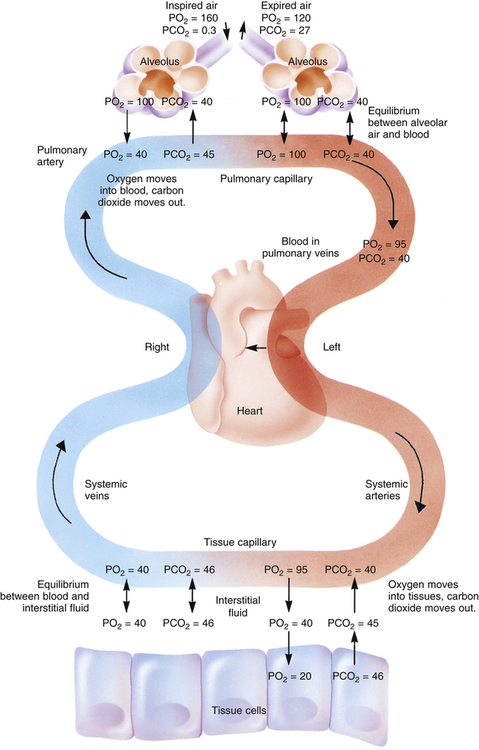 Inspired air
PO2 = 160
PCO2 = 0.3
Expired air
PO2 = 120
PCO2 = 27
Alveolus
Alveolus
PO2 = 100 PCO2 = 40
PO2 = 100 PCO2 = 40
Equilibrium
between alveolar
air and blood
Pulmonary
artery
PO2 = 40 PCO2 = 45
PO2 = 100 PCO2 = 40
Oxygen moves
into blood, carbon
dioxide moves out.
Pulmonary capillary
Blood in
pulmonary veins
PO2 = 95
PCO2 = 40
Right
Left
Heart
Systemic
veins
Systemic
arteries
Tissue capillary
PO2 = 40 PCO2 = 46 PO2 = 95 PCO2 = 40
Equilibrium
between blood and
interstitial fluid
Interstitial
fluid
Oxygen moves
into tissues, carbon
dioxide moves out.
PO2 = 40 PCO2 = 46 PO2 = 40 PCO2 = 45
PO2 = 20 PCO2 = 46
Tissue cells